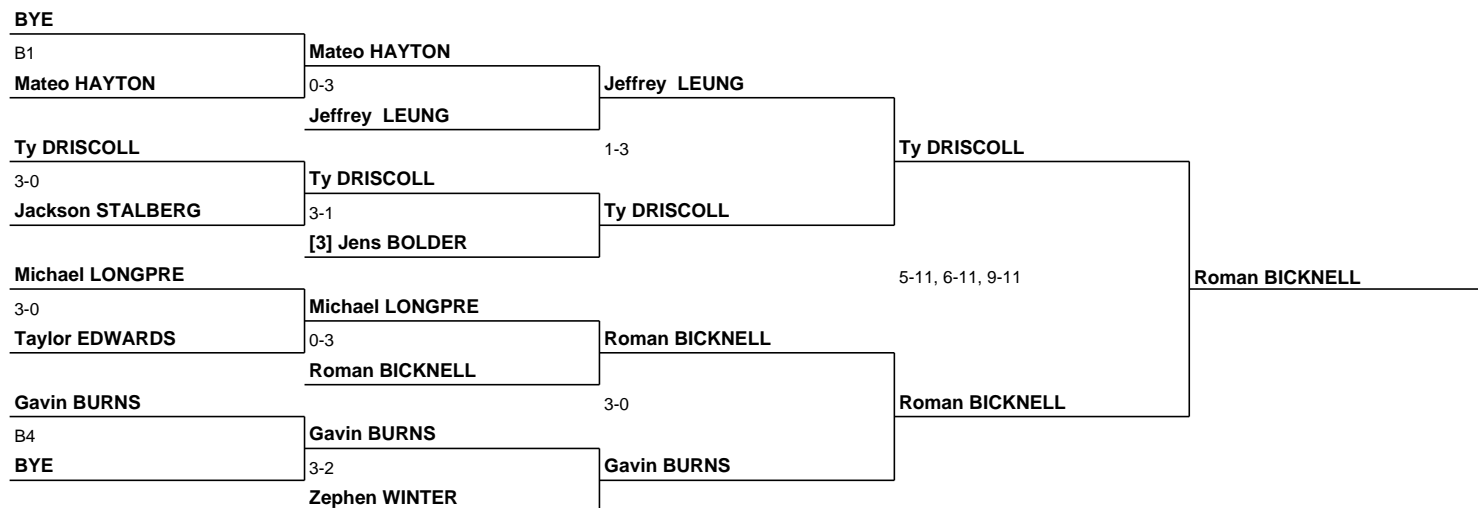 BYE
B1
Mateo HAYTON
Mateo HAYTON
0-3
Jeffrey  LEUNG
Jeffrey  LEUNG
Ty DRISCOLL
3-0
Jackson STALBERG
Ty DRISCOLL
3-1
[3] Jens BOLDER
Ty DRISCOLL
1-3
Ty DRISCOLL
Michael LONGPRE
3-0
Taylor EDWARDS
Michael LONGPRE
0-3
Roman BICKNELL
Roman BICKNELL
Gavin BURNS
B4
BYE
Gavin BURNS
3-2
Zephen WINTER
Gavin BURNS
3-0
Roman BICKNELL
5-11, 6-11, 9-11
Roman BICKNELL